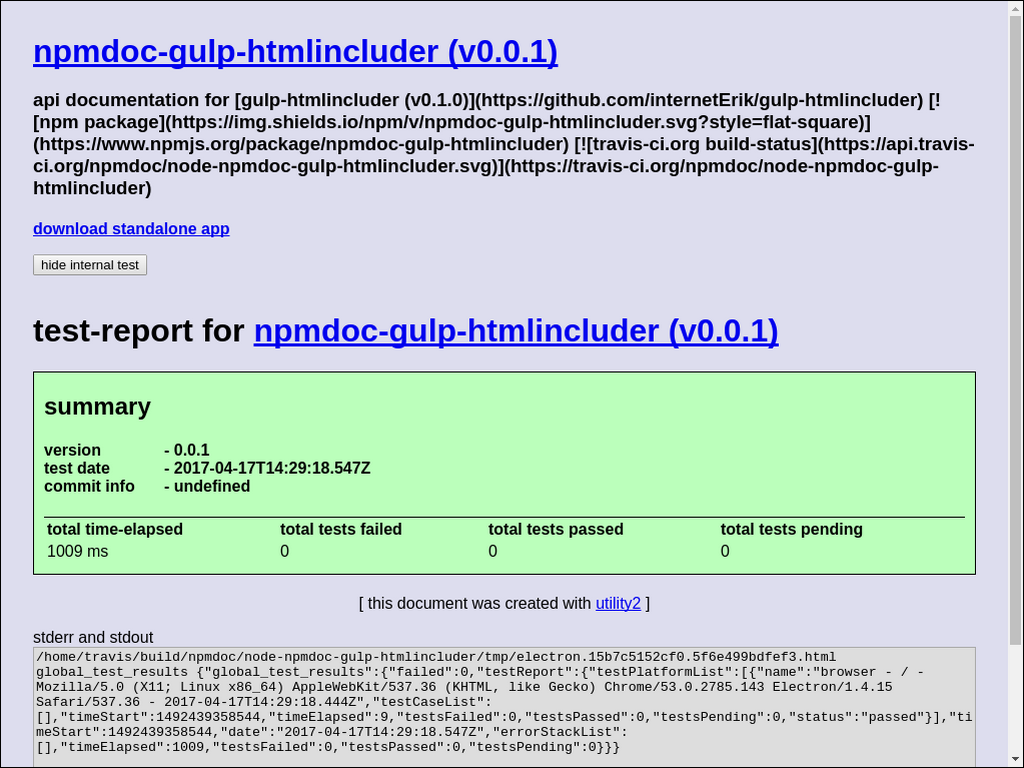 npmdoc-gulp-htmlincluder (v0.0.1)
api documentation for [gulp-htmlincluder (v0.1.0)](https://github.com/internetErik/gulp-htmlincluder) [!
[npm package](https://img.shields.io/npm/v/npmdoc-gulp-htmlincluder.svg?style=flat-square)]
(https://www.npmjs.org/package/npmdoc-gulp-htmlincluder) [![travis-ci.org build-status](https://api.travis-
ci.org/npmdoc/node-npmdoc-gulp-htmlincluder.svg)](https://travis-ci.org/npmdoc/node-npmdoc-gulp-
htmlincluder)
download standalone app
hide internal test
test-report for npmdoc-gulp-htmlincluder (v0.0.1)
summary
version - 0.0.1
test date - 2017-04-17T14:29:18.547Z
commit info - undefined
total time-elapsed total tests failed total tests passed total tests pending
1009 ms 0 0 0
[ this document was created with utility2 ]
stderr and stdout
/home/travis/build/npmdoc/node-npmdoc-gulp-htmlincluder/tmp/electron.15b7c5152cf0.5f6e499bdfef3.html
global_test_results {"global_test_results":{"failed":0,"testReport":{"testPlatformList":[{"name":"browser - / -
Mozilla/5.0 (X11; Linux x86_64) AppleWebKit/537.36 (KHTML, like Gecko) Chrome/53.0.2785.143 Electron/1.4.15
Safari/537.36 - 2017-04-17T14:29:18.444Z","testCaseList":
[],"timeStart":1492439358544,"timeElapsed":9,"testsFailed":0,"testsPassed":0,"testsPending":0,"status":"passed"}],"ti
meStart":1492439358544,"date":"2017-04-17T14:29:18.547Z","errorStackList":
[],"timeElapsed":1009,"testsFailed":0,"testsPassed":0,"testsPending":0}}}